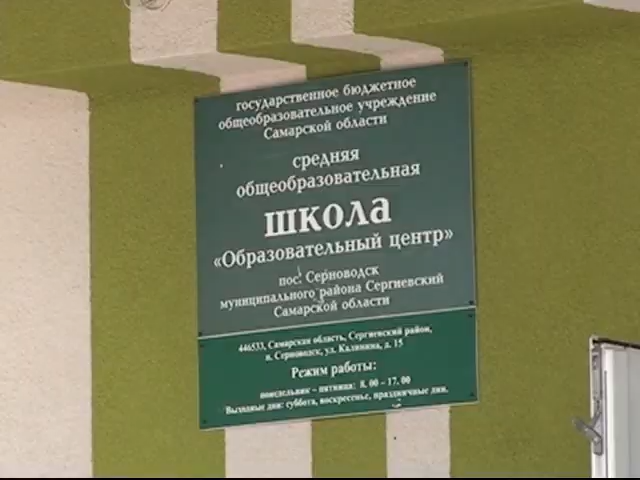 государственное бюджетное
общеобразовательное учреждение
Самарской области
средняя
общеобразовательная
школа
«Образовательный центр»
пос. Серноводск
муниципального района Сергиевский
Самарской области
446533, Самарская область, Сергиевский район,
п. Серноводск, ул. Калинина, д. 15
Режим работы:
понедельник – пятница: 8. 00 – 17. 00
Выходные дни: суббота, воскресенье, праздничные дни.